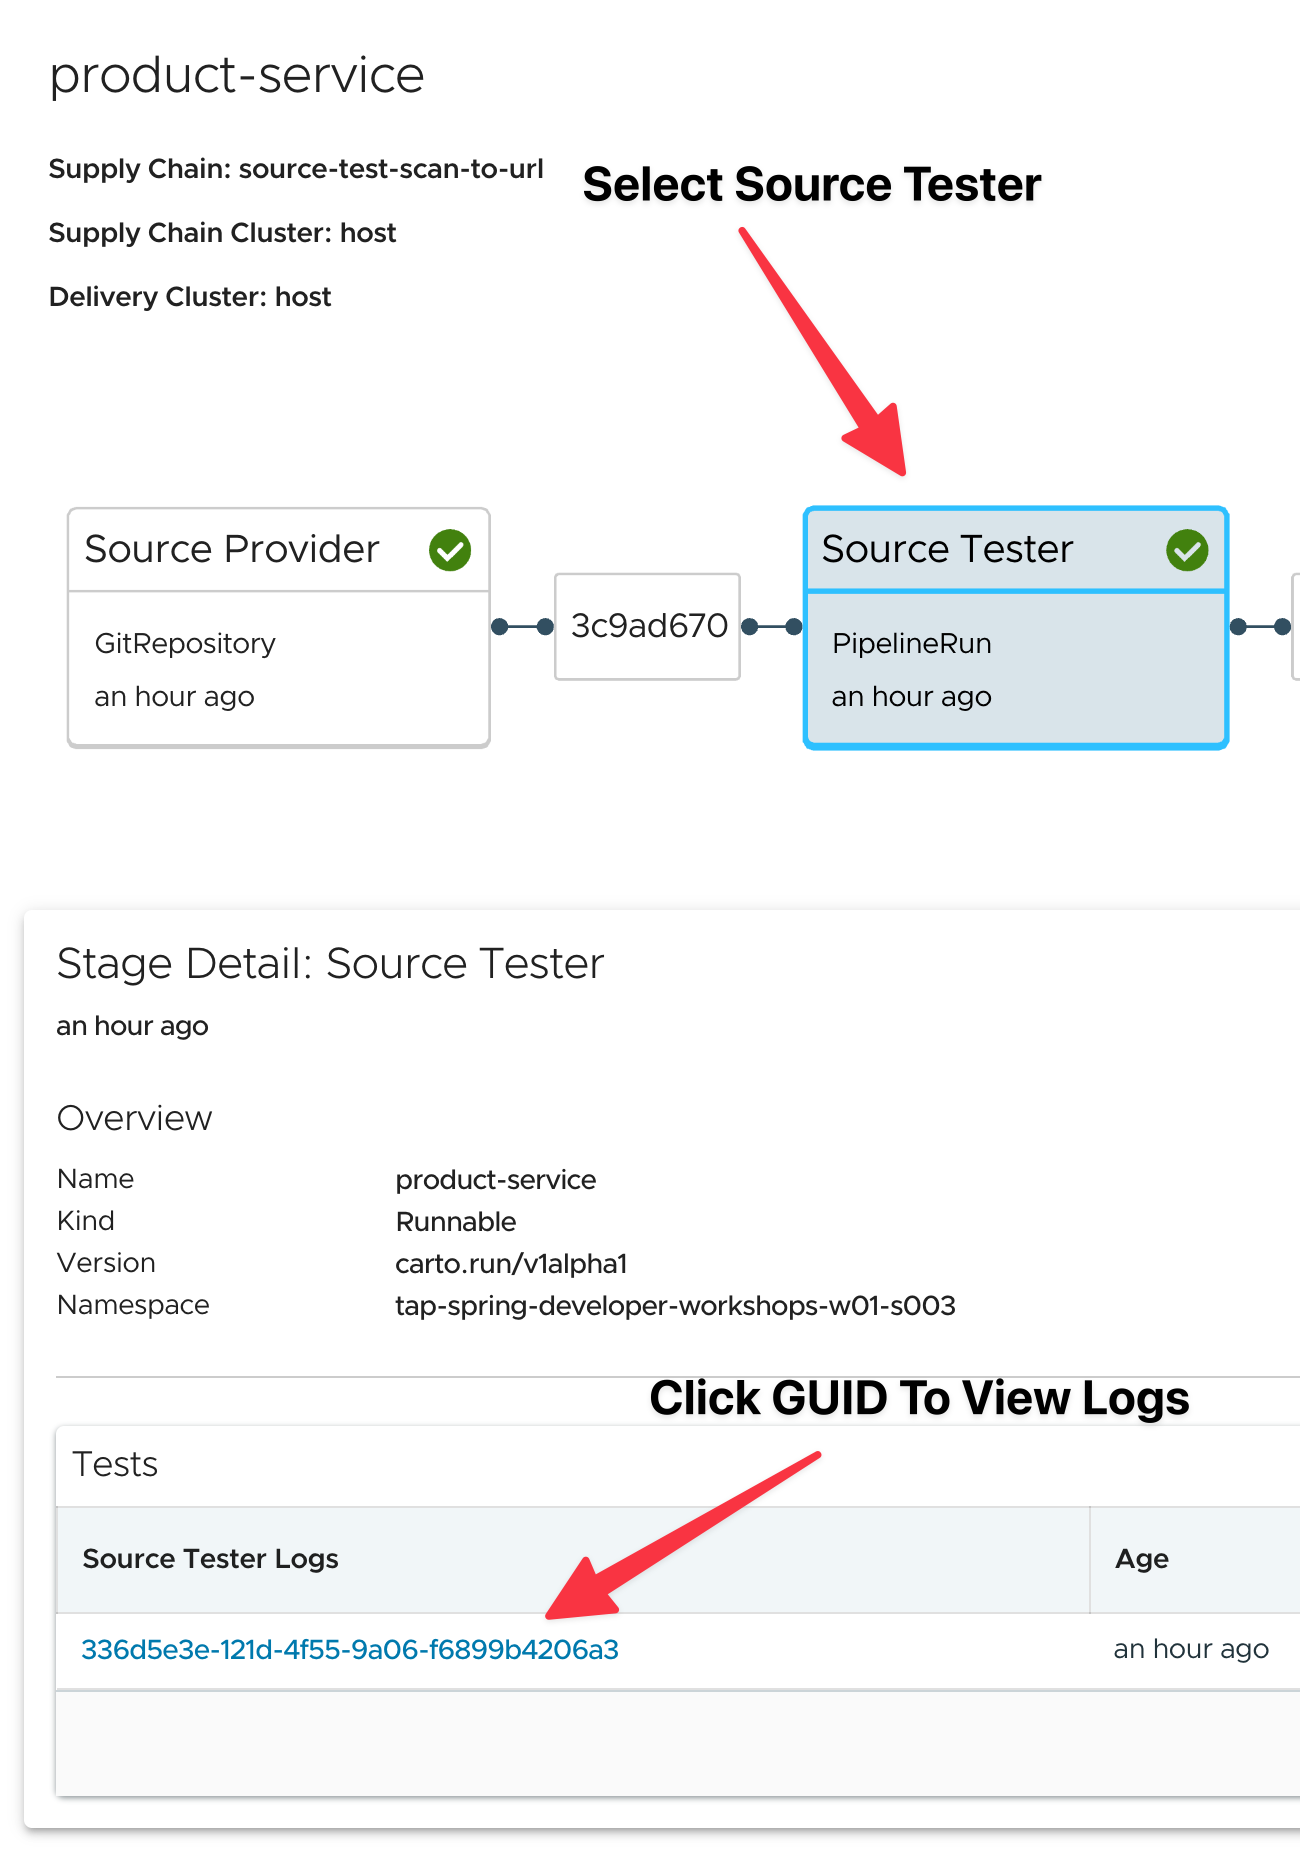 product-service
Supply Chain: source-test-scan-to-url
Select Source Tester
Supply Chain Cluster: host
Delivery Cluster: host
Source Provider
GitRepository
an hour ago
3c9ad670
Source Tester
PipelineRun
an hour ago
Stage Detail: Source Tester
an hour ago
Overview
Name product-service
Kind Runnable
Version carto.run/v1alpha1
Namespace tap-spring-developer-workshops-w01-s003
Click GUID To View Logs
Tests
Source Tester Logs Age
336d5e3e-121d-4f55-9a06-f6899b4206a3 an hour ago